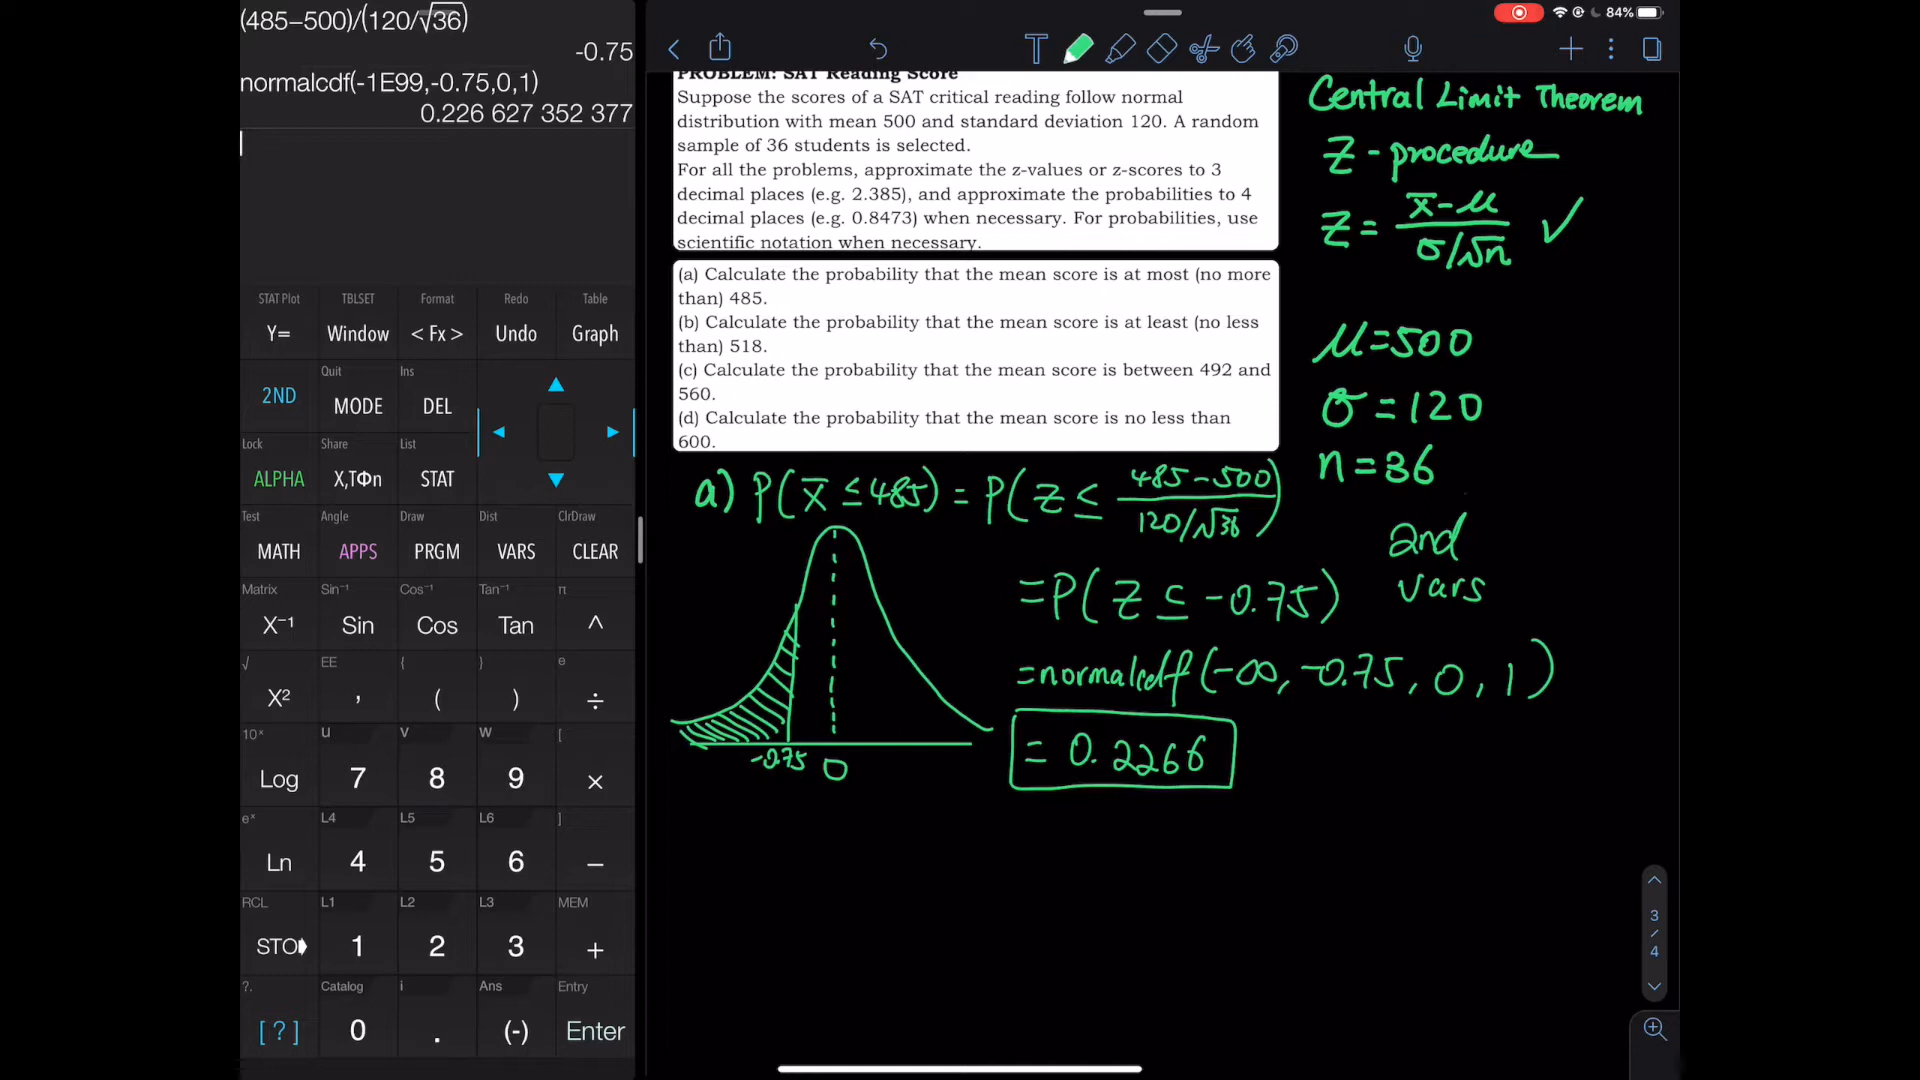 (485−500)/(120/√36)
-0.75
normalcdf(-1E99,-0.75,0,1)
0.226 627 352 377
STAT Plot TBLSET Format Redo Table
Y= Window < Fx > Undo Graph
Quit Ins
2ND MODE DEL
Lock Share List
ALPHA X,TΦn STAT
Test Angle Draw Dist ClrDraw
MATH APPS PRGM VARS CLEAR
Matrix Sin⁻¹ Cos⁻¹ Tan⁻¹ π
X⁻¹ Sin Cos Tan ^
√ EE { } e
X² , ( ) ÷
10ˣ U V W [
Log 7 8 9 ×
eˣ L4 L5 L6 ]
Ln 4 5 6 −
RCL L1 L2 L3 MEM
STO 1 2 3 +
?. Catalog i Ans Entry
[ ? ] 0 . (-) Enter
84%
T
PROBLEM: SAT Reading Score
Suppose the scores of a SAT critical reading follow normal
distribution with mean 500 and standard deviation 120. A random
sample of 36 students is selected.
For all the problems, approximate the z-values or z-scores to 3
decimal places (e.g. 2.385), and approximate the probabilities to 4
decimal places (e.g. 0.8473) when necessary. For probabilities, use
scientific notation when necessary.
(a) Calculate the probability that the mean score is at most (no more
than) 485.
(b) Calculate the probability that the mean score is at least (no less
than) 518.
(c) Calculate the probability that the mean score is between 492 and
560.
(d) Calculate the probability that the mean score is no less than
600.
Central Limit Theorem
Z - procedure
Z = (x̄-μ)/(σ/√n) ✓
μ=500
σ=120
n=36
2nd
vars
a) P(x̄ ≤ 485) = P(Z ≤ (485-500)/(120/√36))
=P(Z ≤ -0.75)
=normalcdf(-∞, -0.75, 0, 1)
= 0.2266
-0.75 0
3
/
4